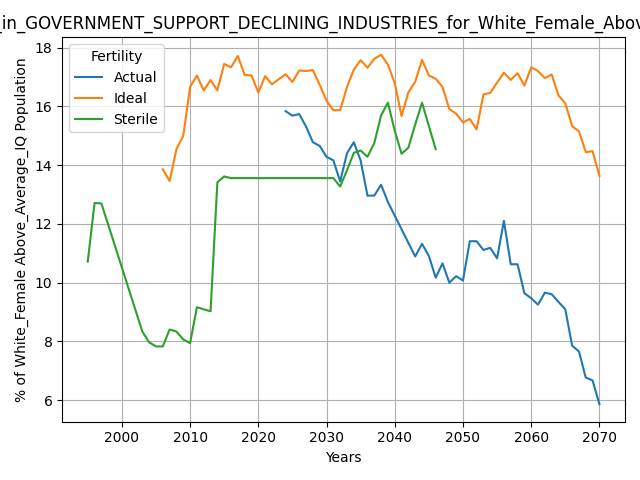 _in_GOVERNMENT_SUPPORT_DECLINING_INDUSTRIES_for_White_Female_Abov
% of White_Female Above_Average_IQ Population
18
16
14
12
10
8
6
Fertility
Actual
Ideal
Sterile
2000 2010 2020 2030 2040 2050 2060 2070
Years